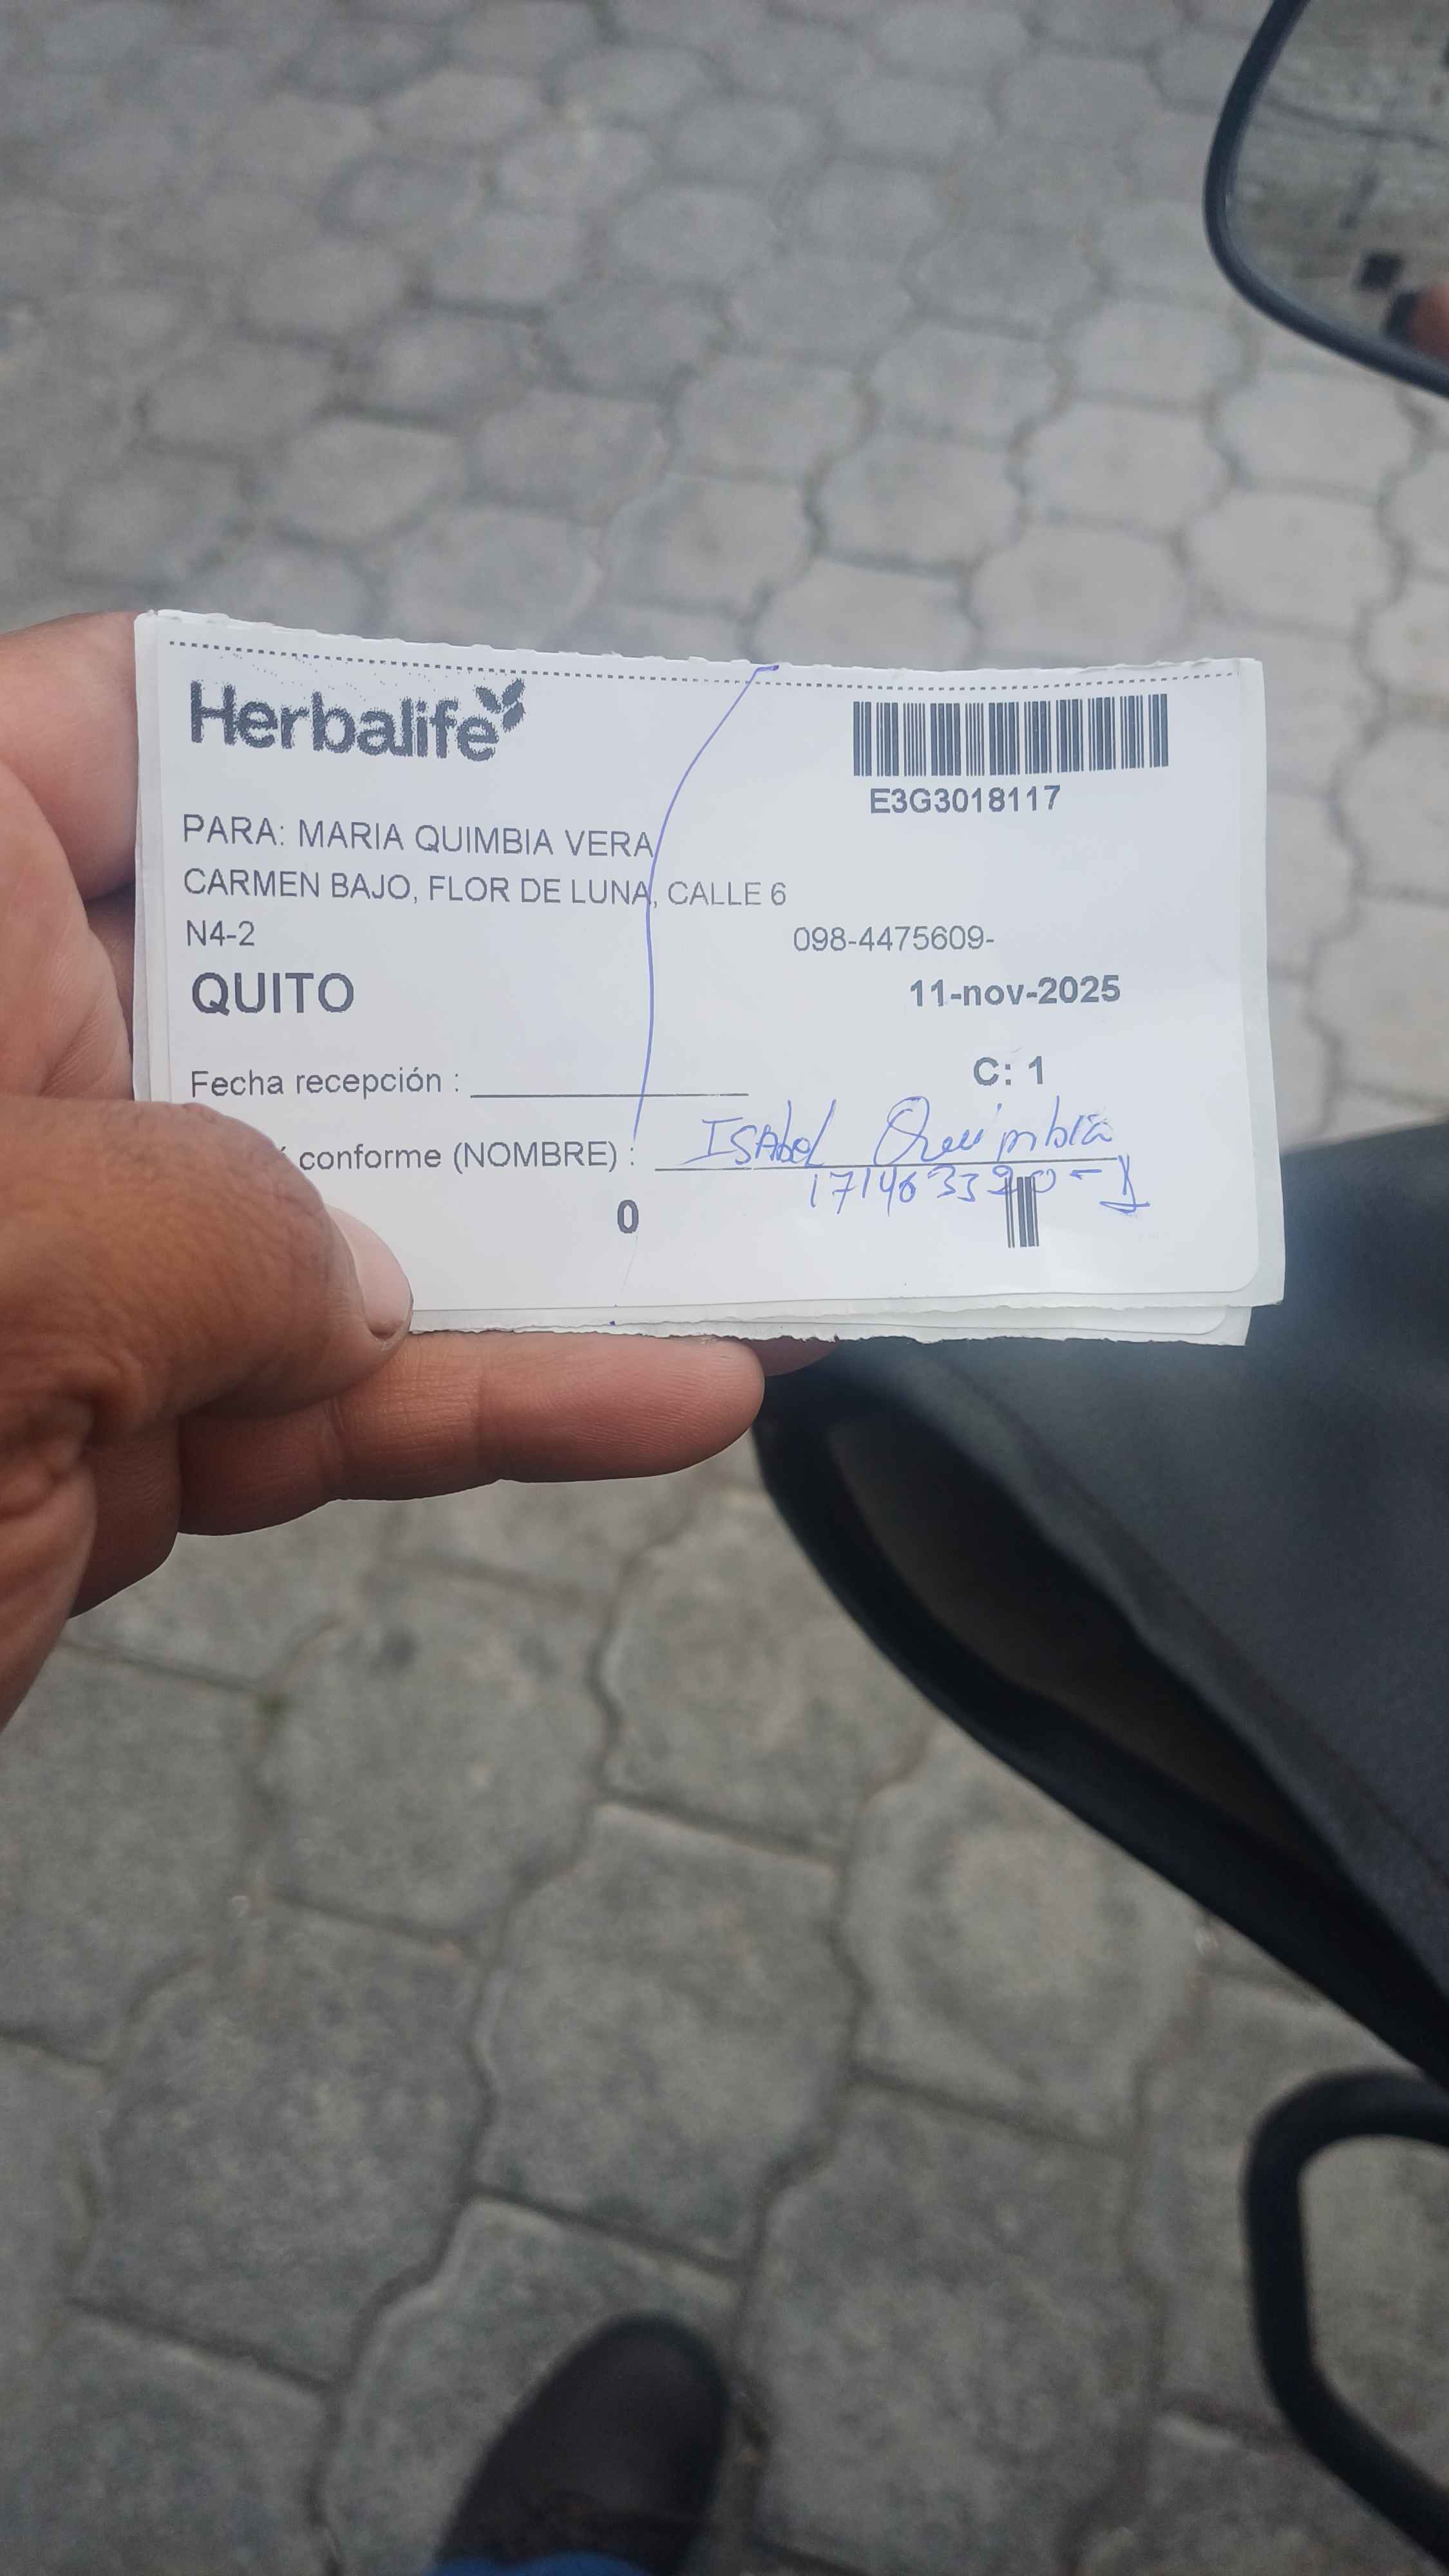 Herbalife
E3G3018117
PARA: MARIA QUIMBIA VERA
CARMEN BAJO, FLOR DE LUNA, CALLE 6
N4-2 098-4475609-
QUITO 11-nov-2025
Fecha recepción : C: 1
conforme (NOMBRE) : ISAbel Quimbia
0